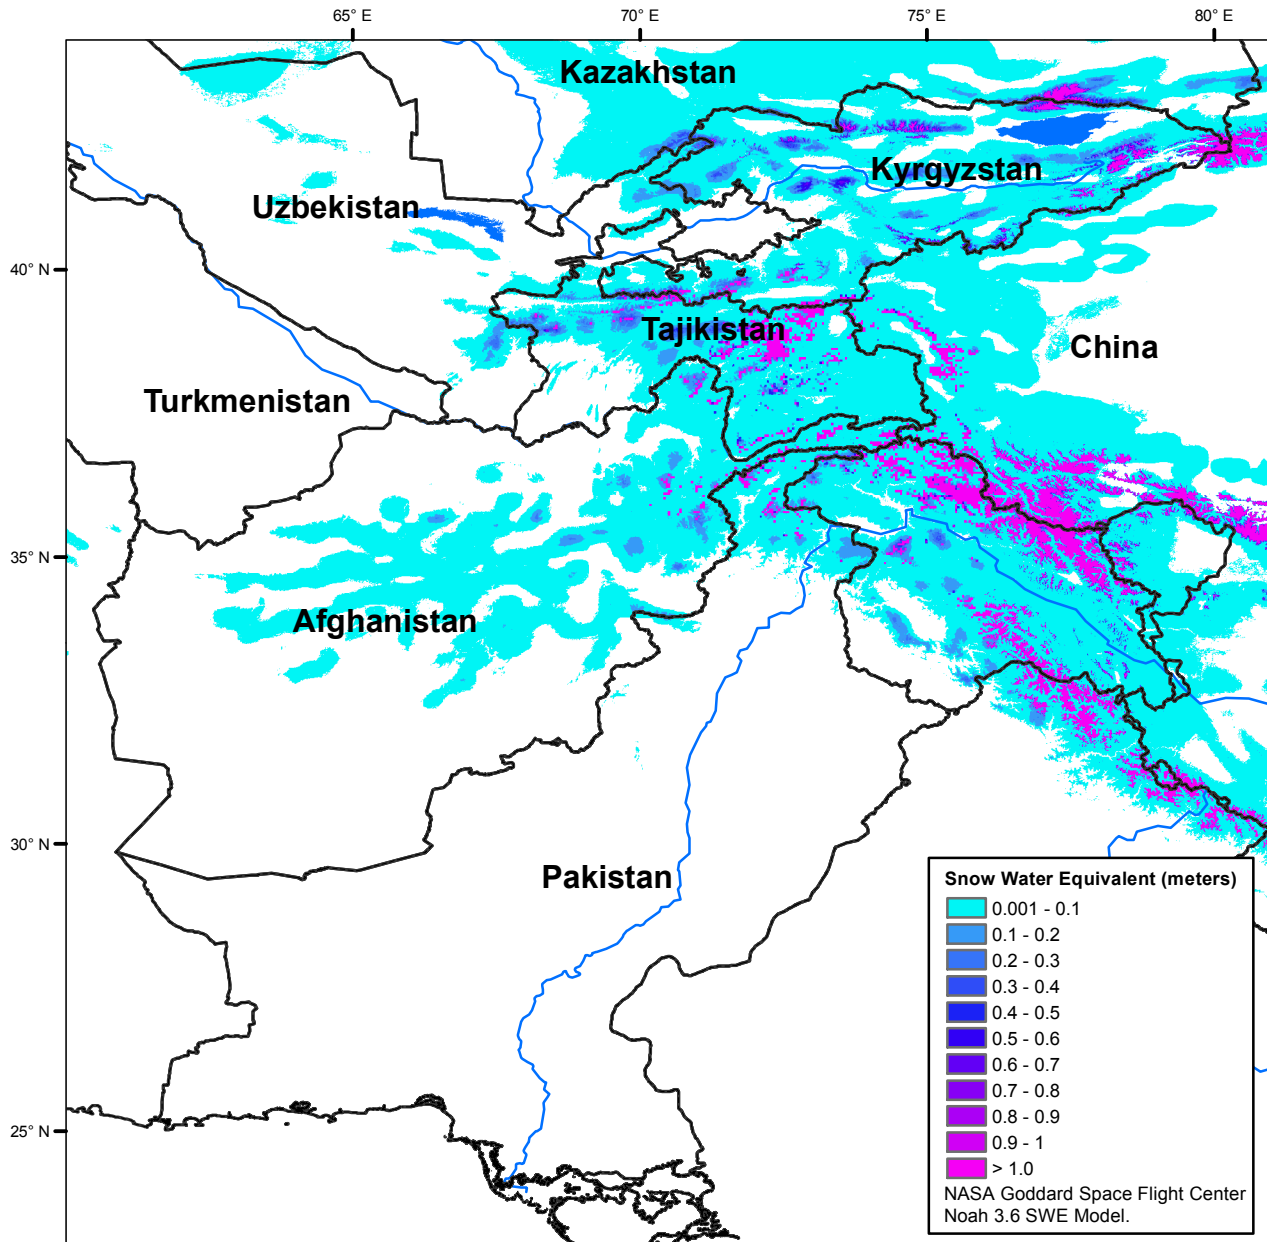 65° E
70° E
75° E
80° E
Kazakhstan
Kyrgyzstan
Uzbekistan
40° N
Tajikistan
China
Turkmenistan
35° N
Afghanistan
30° N
Pakistan
25° N
Snow Water Equivalent (meters)
0.001 - 0.1
0.1 - 0.2
0.2 - 0.3
0.3 - 0.4
0.4 - 0.5
0.5 - 0.6
0.6 - 0.7
0.7 - 0.8
0.8 - 0.9
0.9 - 1
> 1.0
NASA Goddard Space Flight Center
Noah 3.6 SWE Model.